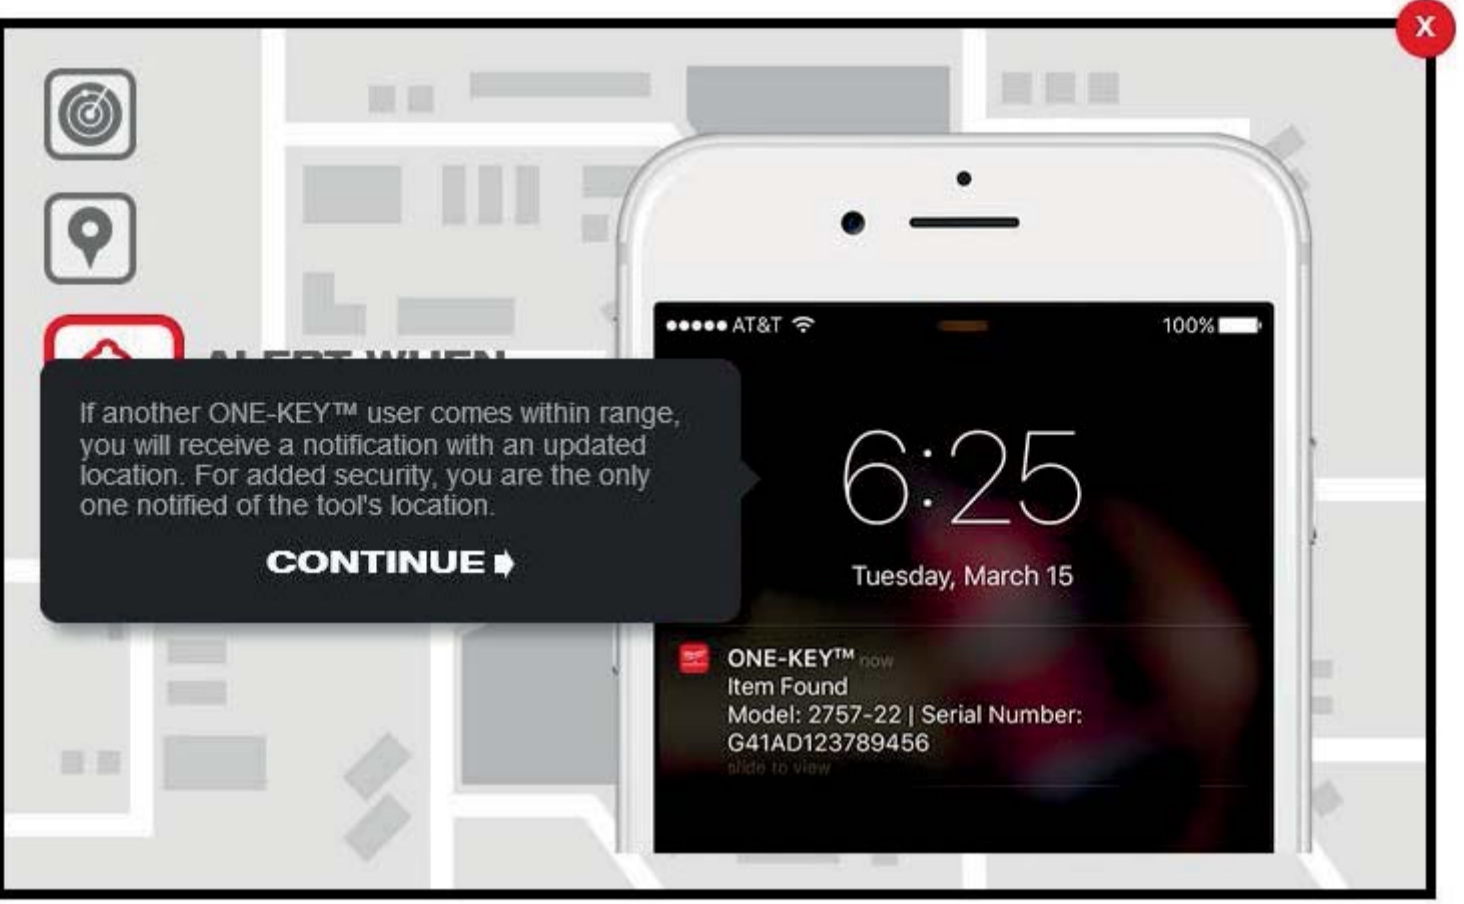 X
ALERT WHEN
If another ONE-KEY™ user comes within range,
you will receive a notification with an updated
location. For added security, you are the only
one notified of the tool's location.
CONTINUE
AT&T
100%
6:25
Tuesday, March 15
ONE-KEY™ now
Item Found
Model: 2757-22 | Serial Number:
G41AD123789456
slide to view